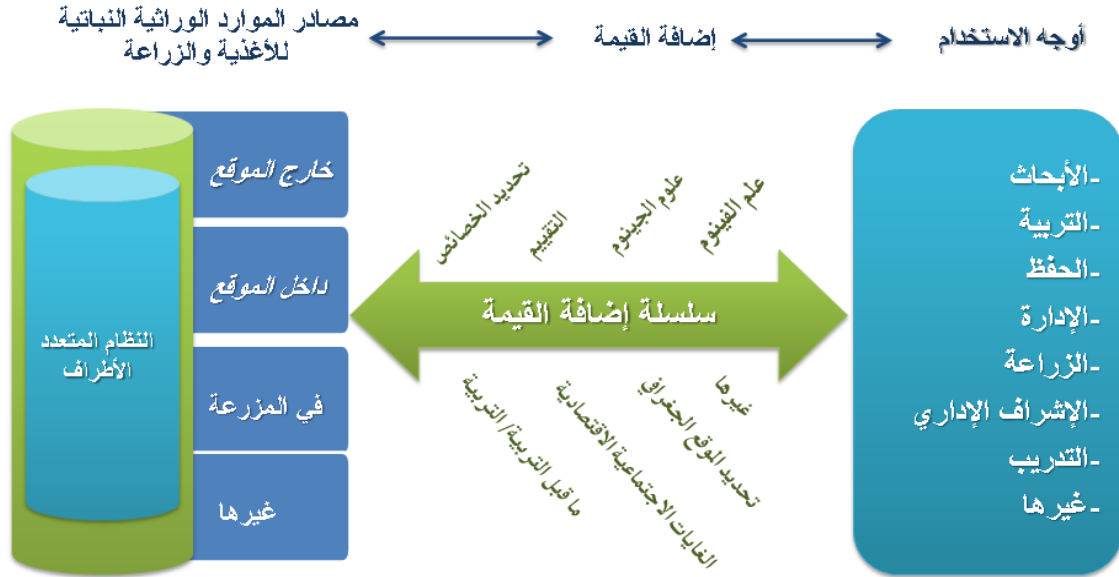 مصادر الموارد الوراثية النباتية
للأغذية والزراعة
إضافة القيمة
أوجه الاستخدام
خارج الموقع
داخل الموقع
في المزرعة
غيرها
النظام المتعدد
الأطراف
تحديد الخصائص
التقييم
علوم الجينوم
علم الفينوم
سلسلة إضافة القيمة
ما قبل التربية/ التربية
الغايات الاجتماعية الاقتصادية
تحديد الموقع الجغرافي
غيرها
-الأبحاث
-التربية
-الحفظ
-الإدارة
-الزراعة
-الإشراف الإداري
-التدريب
-غيرها